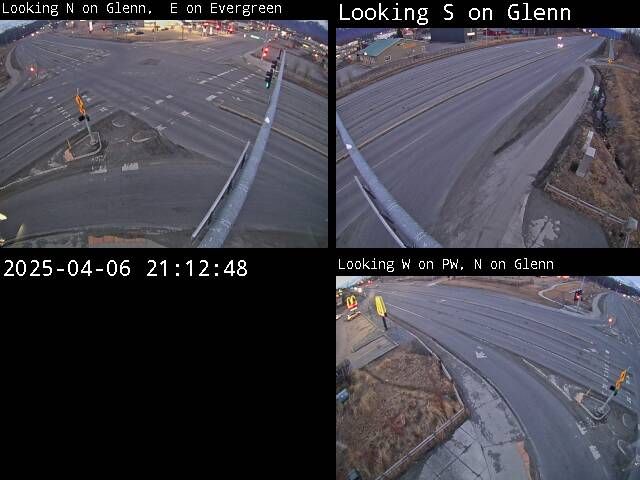 Looking N on Glenn,  E on Evergreen
Looking S on Glenn
2025-04-06 21:12:48
Looking W on PW, N on Glenn